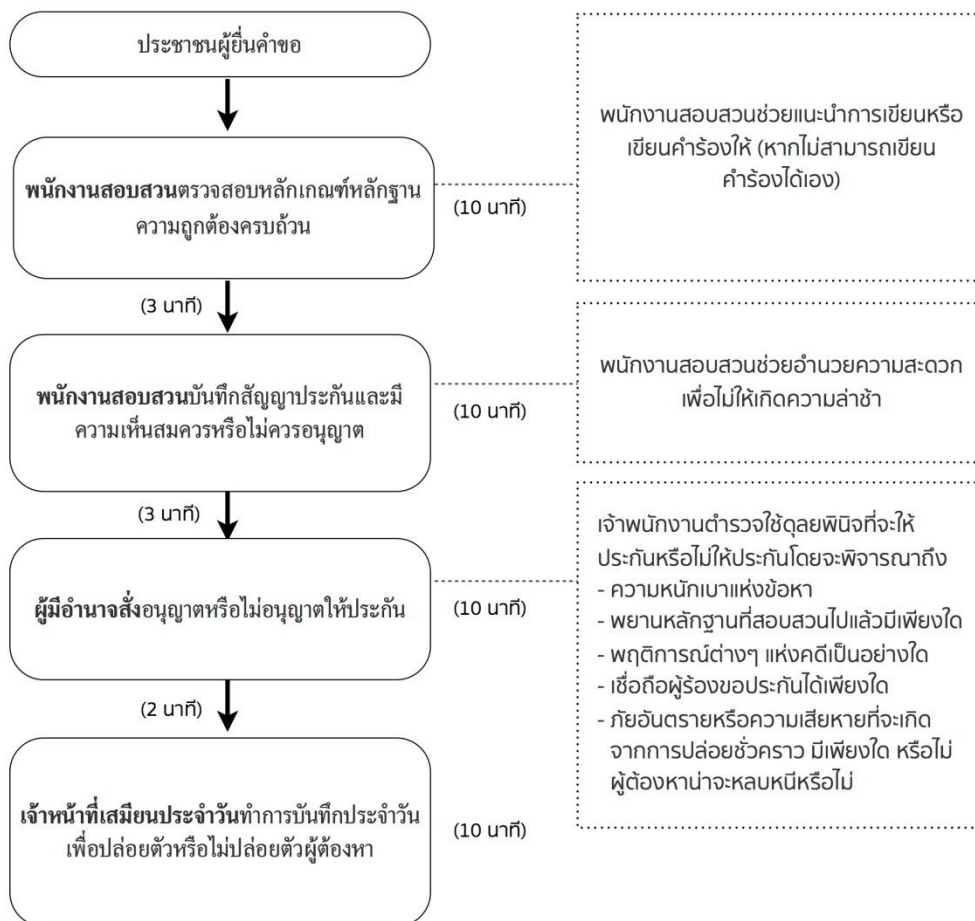 ประชาชนผู้ยื่นคำขอ
พนักงานสอบสวนตรวจสอบหลักเกณฑ์หลักฐาน
ความถูกต้องครบถ้วน
(10 นาที)
พนักงานสอบสวนช่วยแนะนำการเขียนหรือ
เขียนคำร้องให้ (หากไม่สามารถเขียน
คำร้องได้เอง)
(3 นาที)
พนักงานสอบสวนบันทึกสัญญาประกันและมี
ความเห็นสมควรหรือไม่ควรอนุญาต
(10 นาที)
พนักงานสอบสวนช่วยอำนวยความสะดวก
เพื่อไม่ให้เกิดความล่าช้า
(3 นาที)
ผู้มีอำนาจสั่งอนุญาตหรือไม่อนุญาตให้ประกัน
(10 นาที)
เจ้าพนักงานตำรวจใช้ดุลยพินิจที่จะให้
ประกันหรือไม่ให้ประกันโดยจะพิจารณาถึง
- ความหนักเบาแห่งข้อหา
- พยานหลักฐานที่สอบสวนไปแล้วมีเพียงใด
- พฤติการณ์ต่างๆ แห่งคดีเป็นอย่างใด
- เชื่อถือผู้ร้องขอประกันได้เพียงใด
- ภัยอันตรายหรือความเสียหายที่จะเกิด
จากการปล่อยชั่วคราว มีเพียงใด หรือไม่
ผู้ต้องหาน่าจะหลบหนีหรือไม่
(2 นาที)
เจ้าหน้าที่เสมียนประจำวันทำการบันทึกประจำวัน
เพื่อปล่อยตัวหรือไม่ปล่อยตัวผู้ต้องหา
(10 นาที)